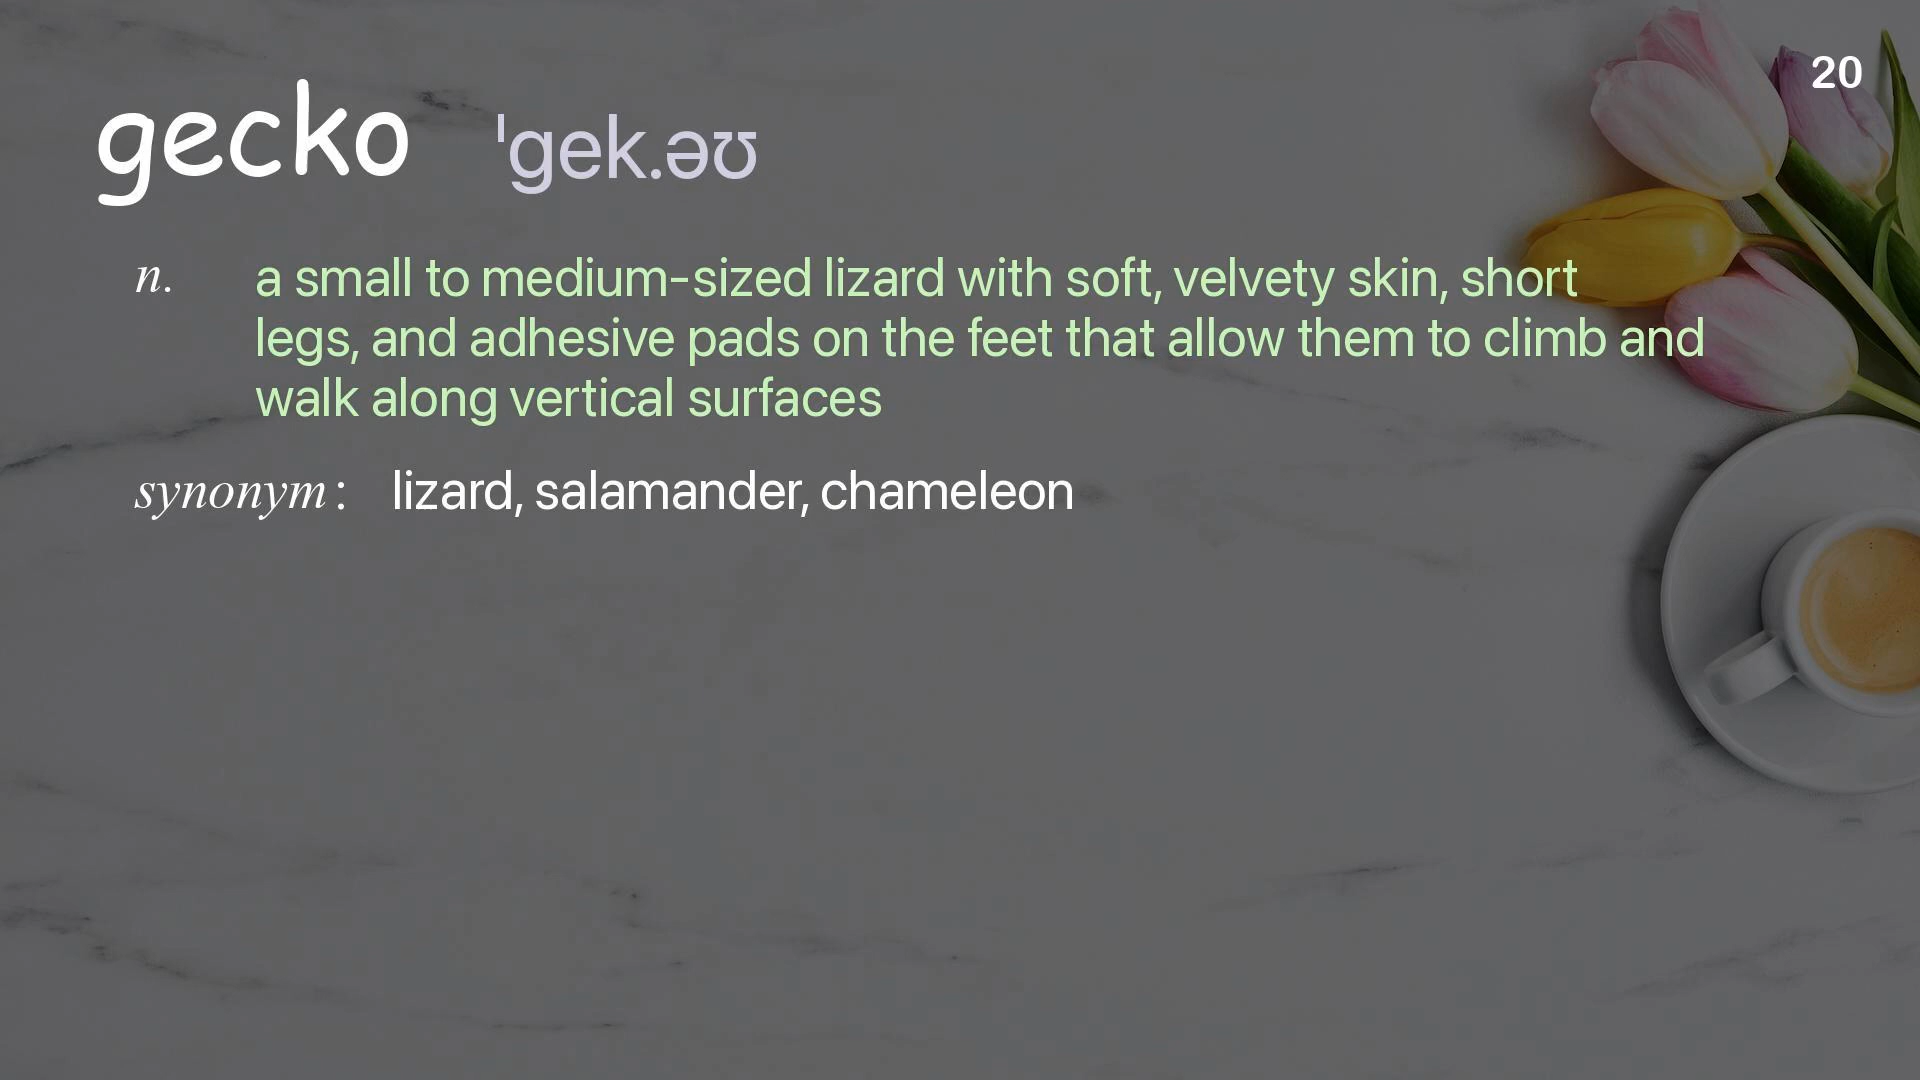 20
gecko ˈgek.əʊ
n. a small to medium-sized lizard with soft, velvety skin, short
legs, and adhesive pads on the feet that allow them to climb and
walk along vertical surfaces
synonym: lizard, salamander, chameleon